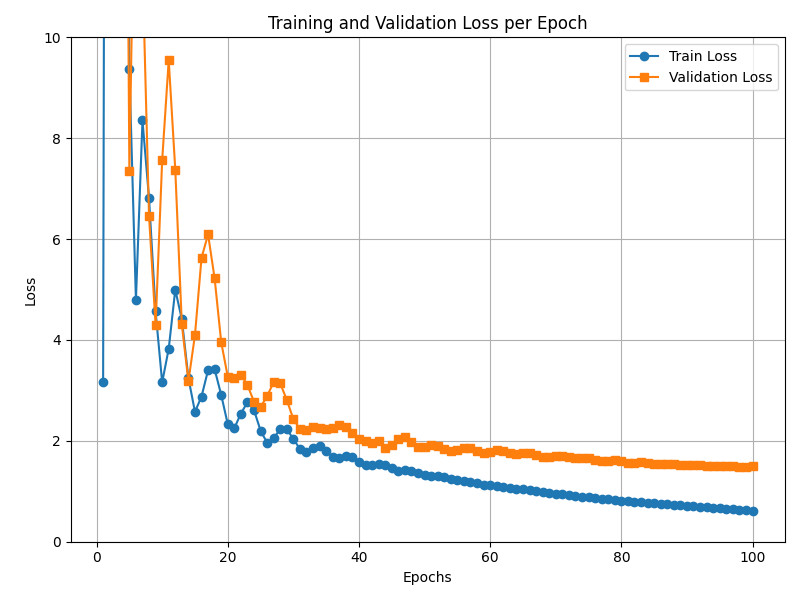 Training and Validation Loss per Epoch
Train Loss
Validation Loss
Loss
10
8
6
4
2
0
0 20 40 60 80 100
Epochs